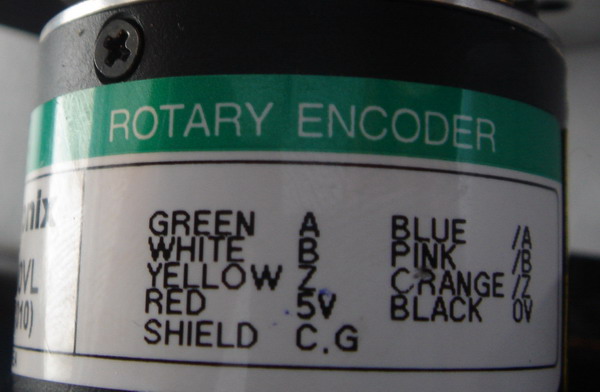 ROTARY ENCODER
GREEN A BLUE /A
WHITE B PINK /B
YELLOW Z ORANGE /Z
RED 5V BLACK 0V
SHIELD C.G